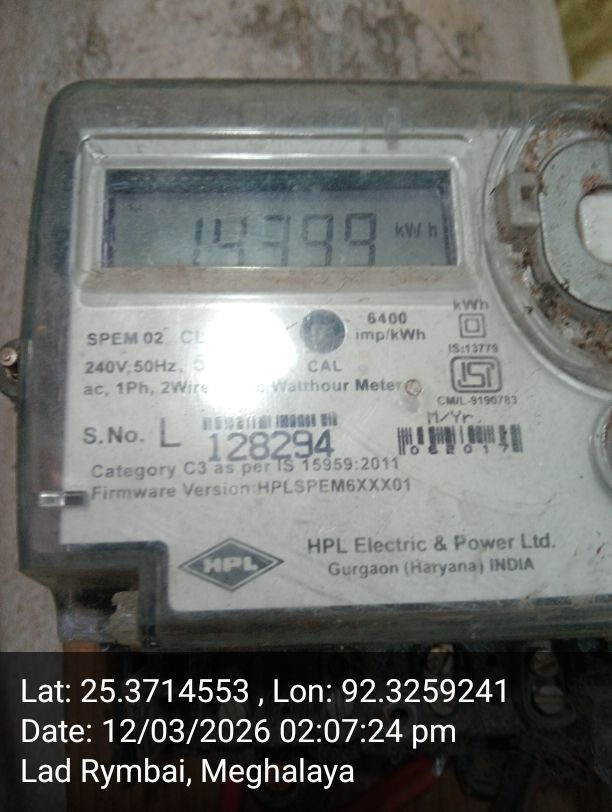 14399 kWh
6400
SPEM 02 CL imp/kWh
kWh
IS:13779
240V, 50Hz, 5 CAL
ac, 1Ph, 2Wire Watthour Meter
CM/L-9190783
M/Yr.
S.No. L 128294
062017
Category C3 as per IS 15959:2011
Firmware Version:HPLSPEM6XXX01
HPL
HPL Electric & Power Ltd.
Gurgaon (Haryana) INDIA
Lat: 25.3714553 , Lon: 92.3259241
Date: 12/03/2026 02:07:24 pm
Lad Rymbai, Meghalaya